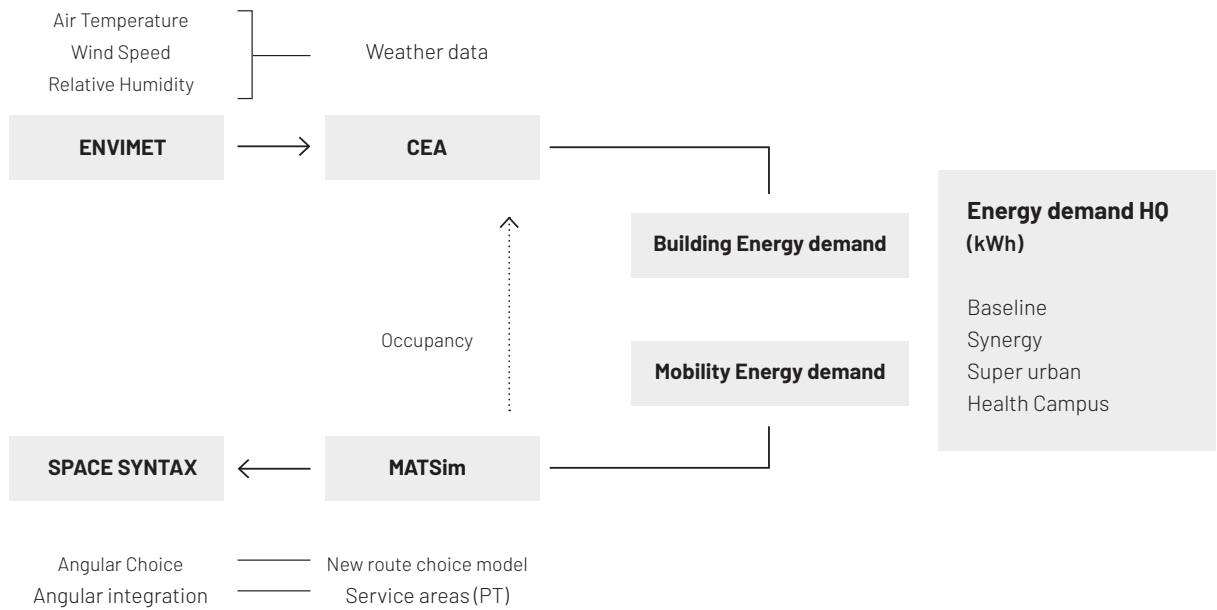 Air Temperature
Wind Speed
Relative Humidity
Weather data
ENVIMET
CEA
Building Energy demand
Energy demand HQ
(kWh)
Baseline
Synergy
Super urban
Health Campus
Occupancy
Mobility Energy demand
SPACE SYNTAX
MATSim
Angular Choice
New route choice model
Angular integration
Service areas (PT)